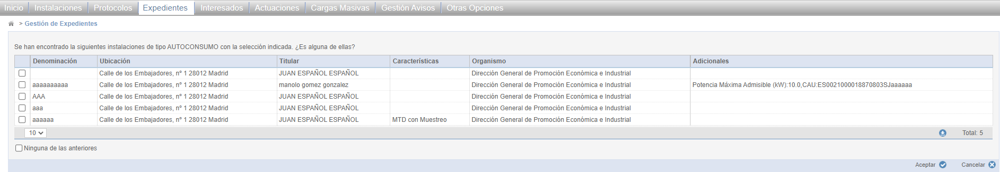 Inicio Instalaciones Protocolos Expedientes Interesados Actuaciones Cargas Masivas Gestión Avisos Otras Opciones
> Gestión de Expedientes
Se han encontrado la siguientes instalaciones de tipo AUTOCONSUMO con la selección indicada. ¿Es alguna de ellas?
Denominación Ubicación Titular Características Organismo Adicionales
Calle de los Embajadores, nº 1 28012 Madrid JUAN ESPAÑOL ESPAÑOL Dirección General de Promoción Económica e Industrial
aaaaaaaaaa Calle de los Embajadores, nº 1 28012 Madrid manolo gomez gonzalez Dirección General de Promoción Económica e Industrial Potencia Máxima Admisible (kW):10.0,CAU:ES0021000018870803SJaaaaaa
AAA Calle de los Embajadores, nº 1 28012 Madrid JUAN ESPAÑOL ESPAÑOL Dirección General de Promoción Económica e Industrial
aaa Calle de los Embajadores, nº 1 28012 Madrid JUAN ESPAÑOL ESPAÑOL Dirección General de Promoción Económica e Industrial
aaaaaa Calle de los Embajadores, nº 1 28012 Madrid JUAN ESPAÑOL ESPAÑOL MTD con Muestreo Dirección General de Promoción Económica e Industrial
10 Total: 5
Ninguna de las anteriores
Aceptar Cancelar